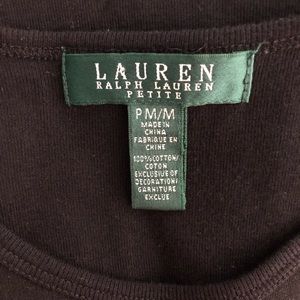 LAUREN
RALPH LAUREN
PETITE
PM/M
MADE IN
CHINA
FABRIQUE EN
CHINE
100%COTTON/
COTON
EXCLUSIVE OF
DECORATION/
GARNITURE
EXCLUE